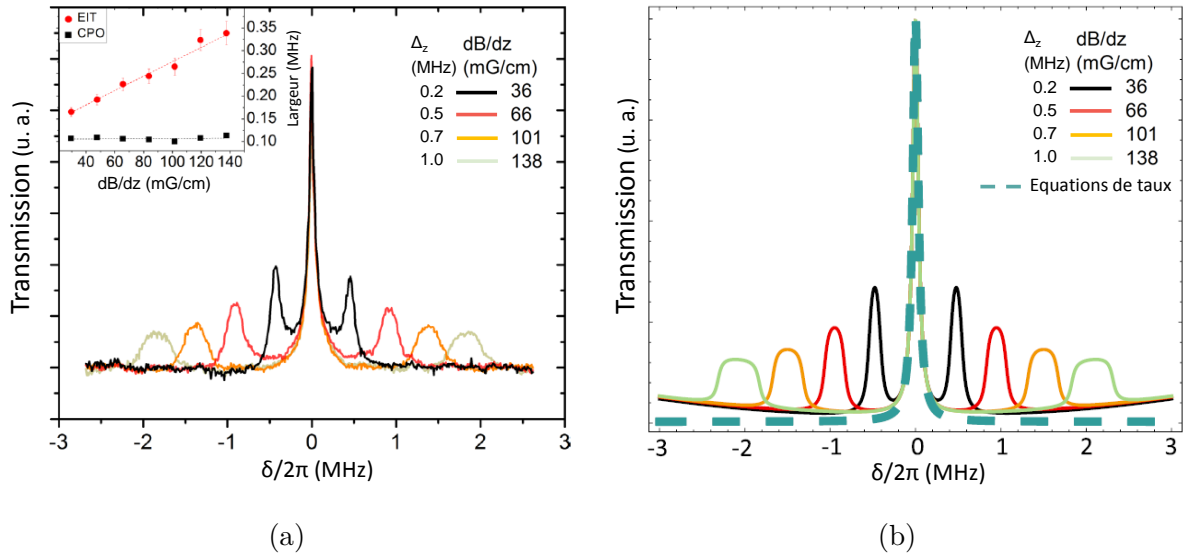 EIT
CPO
0.35
0.30
0.25
0.20
0.15
0.10
Largeur (MHz)
40 60 80 100 120 140
dB/dz (mG/cm)
Δz dB/dz
(MHz) (mG/cm)
0.2 36
0.5 66
0.7 101
1.0 138
Transmission (u. a.)
-3 -2 -1 0 1 2 3
δ/2π (MHz)
(a)
Δz dB/dz
(MHz) (mG/cm)
0.2 36
0.5 66
0.7 101
1.0 138
Equations de taux
Transmission (u. a.)
-3 -2 -1 0 1 2 3
δ/2π (MHz)
(b)